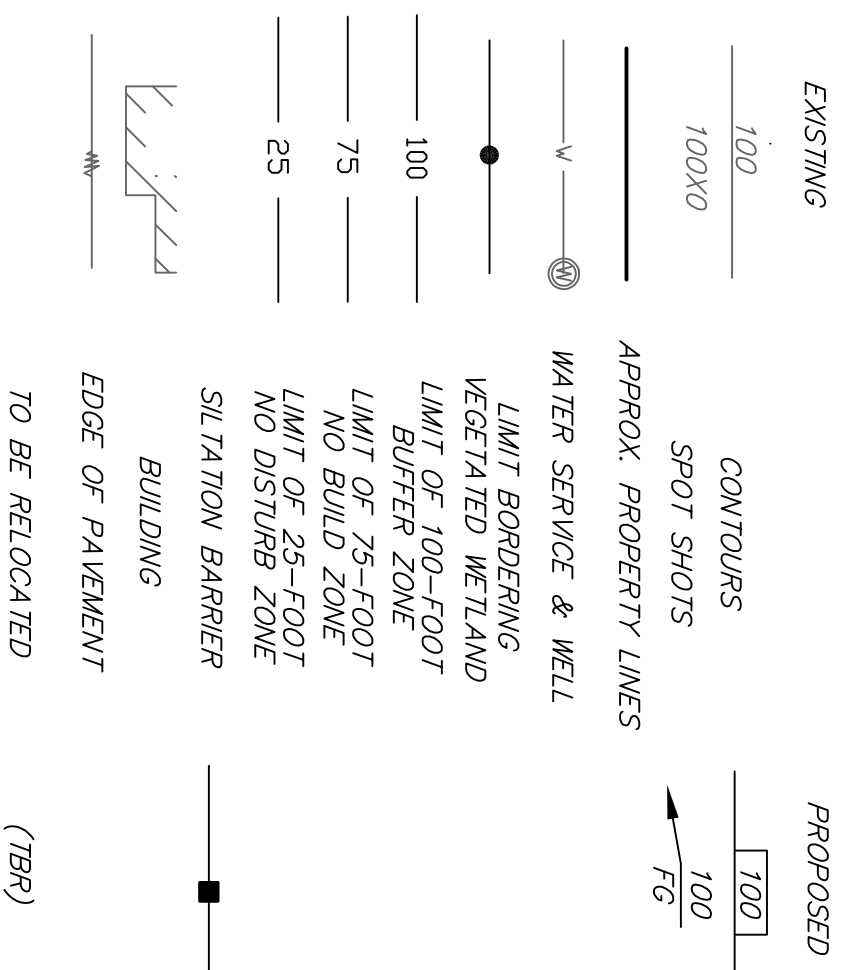 EXISTING
PROPOSED
100
CONTOURS
100
100X0
SPOT SHOTS
100
FG
APPROX. PROPERTY LINES
W W
WATER SERVICE & WELL
LIMIT BORDERING
VEGETATED WETLAND
100
LIMIT OF 100-FOOT
BUFFER ZONE
75
LIMIT OF 75-FOOT
NO BUILD ZONE
25
LIMIT OF 25-FOOT
NO DISTURB ZONE
SILTATION BARRIER
BUILDING
EDGE OF PAVEMENT
TO BE RELOCATED
(TBR)